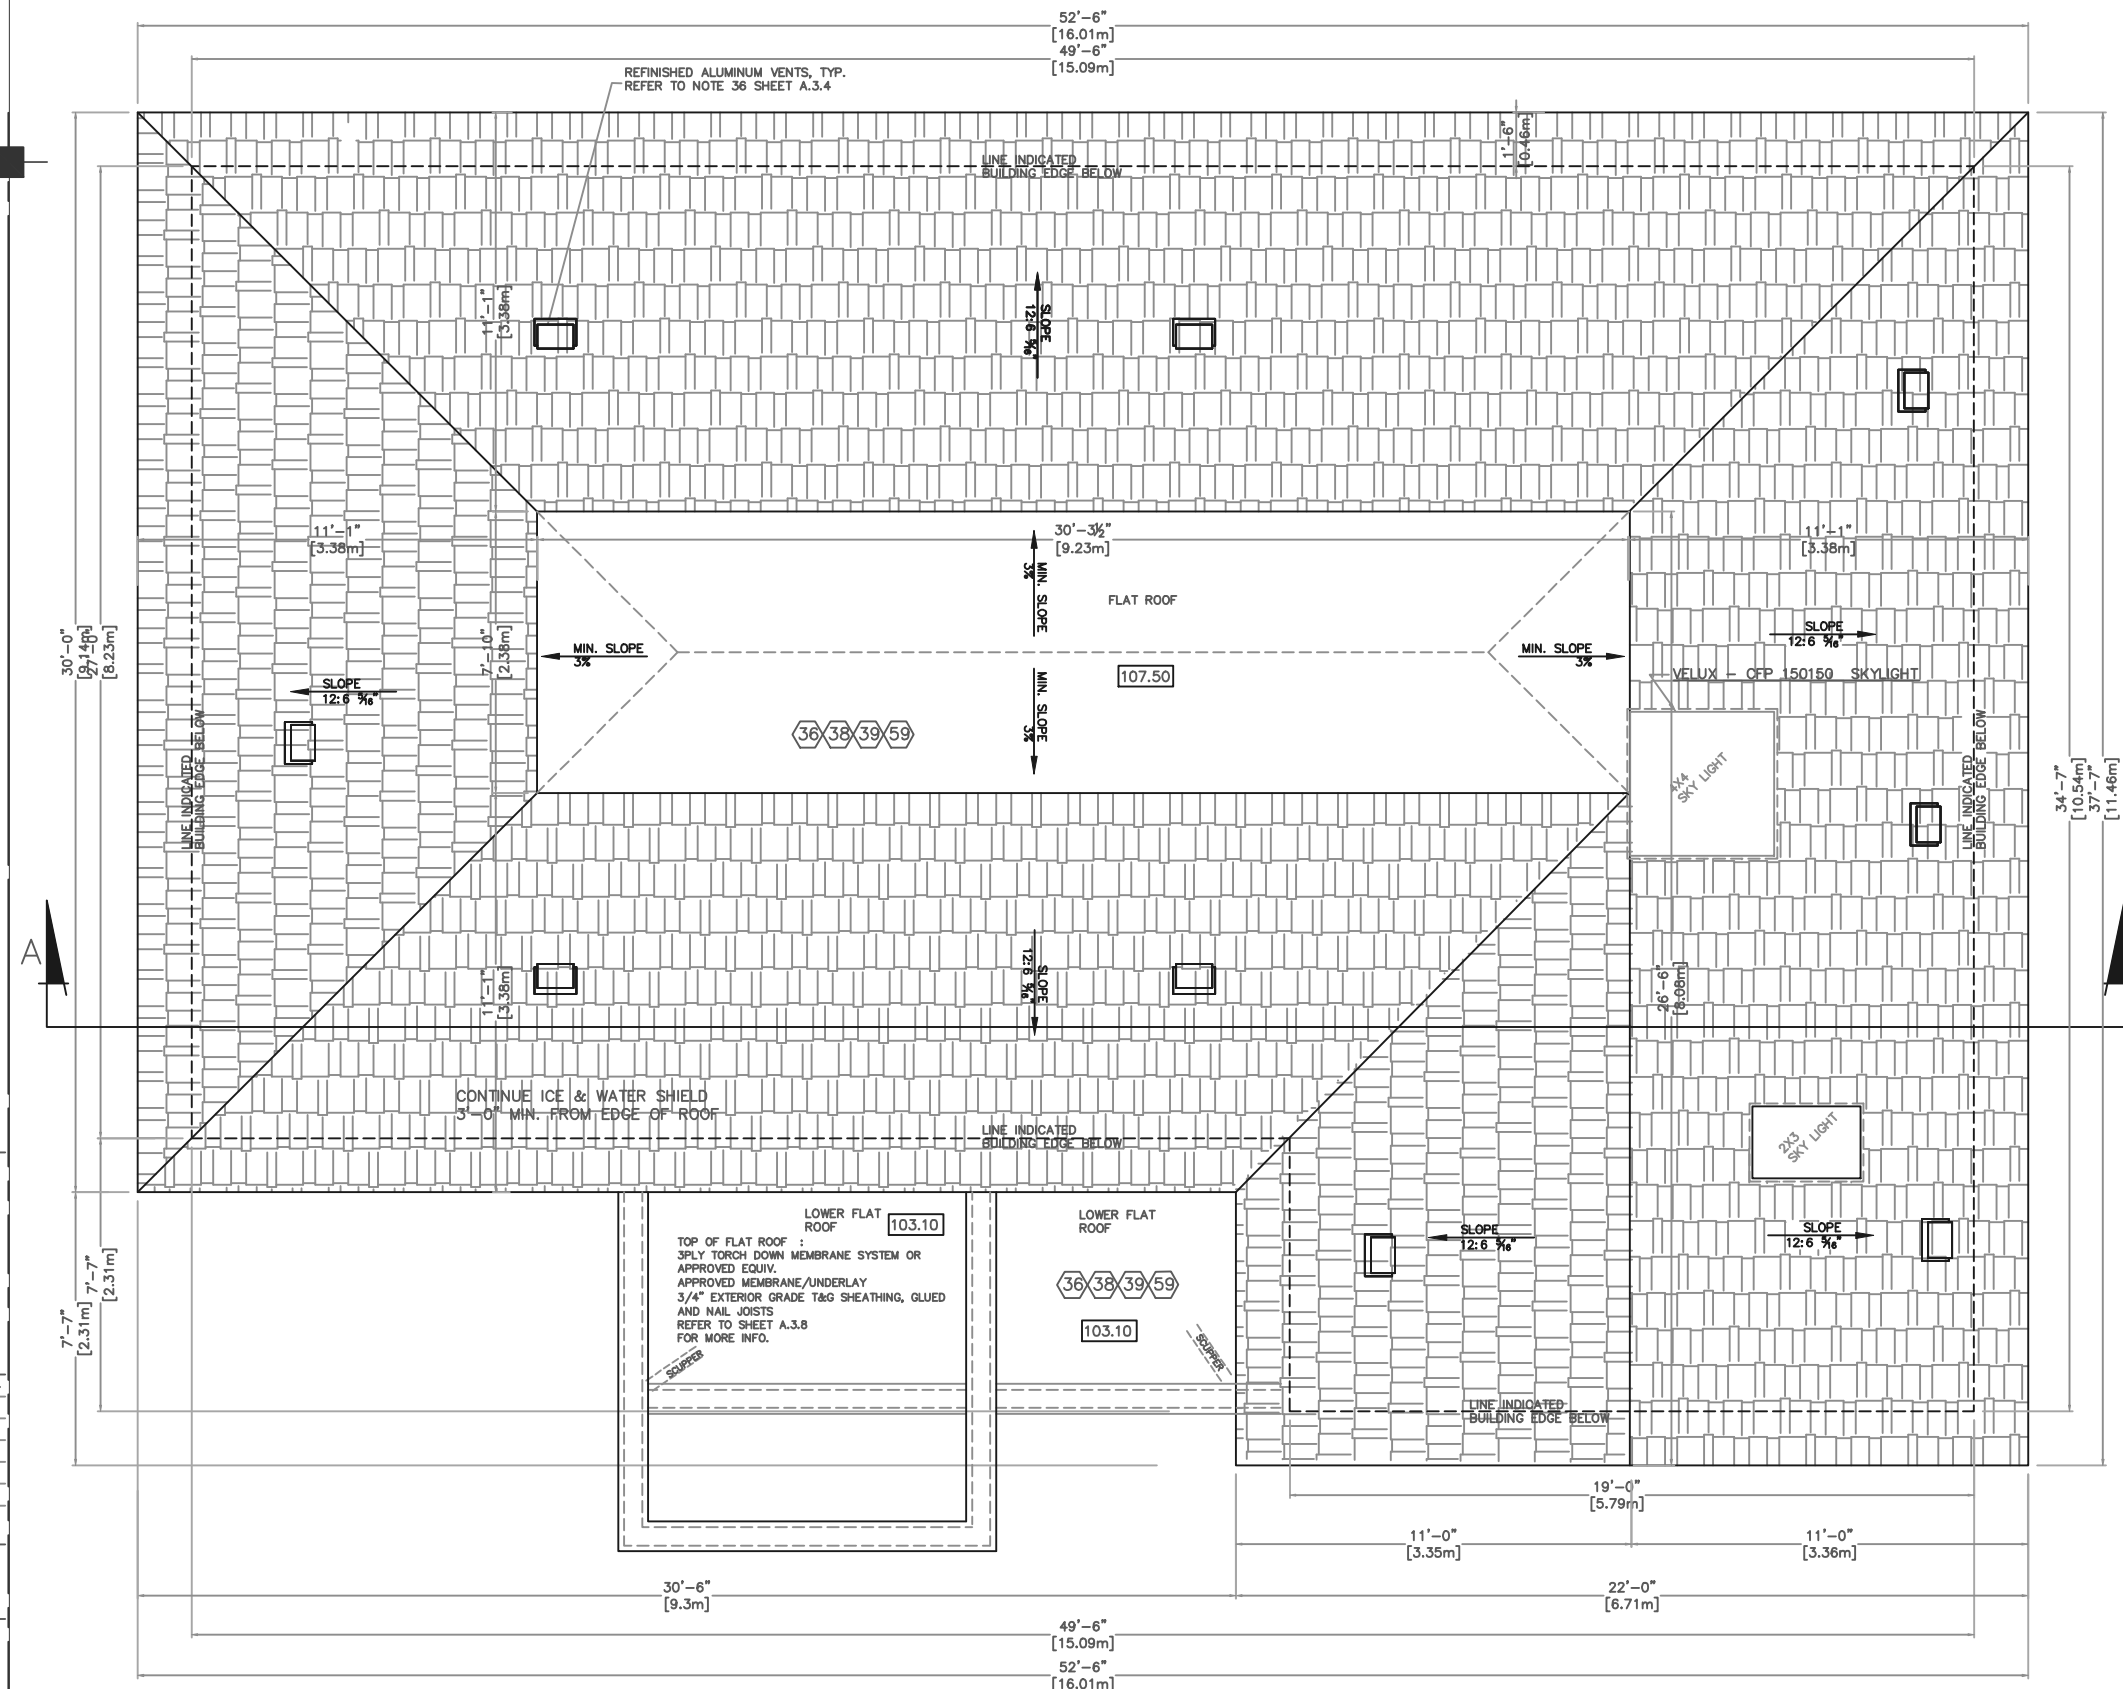 52'-6"
[16.01m]
49'-6"
[15.09m]
REFINISHED ALUMINUM VENTS, TYP.
REFER TO NOTE 36 SHEET A.3.4
1'-6"
[0.46m]
LINE INDICATED
BUILDING EDGE BELOW
11'-1"
[3.38m]
SLOPE
12:6 5/16"
11'-1"
[3.38m]
30'-3½"
[9.23m]
11'-1"
[3.38m]
MIN. SLOPE
3%
FLAT ROOF
30'-0"
[9.14m]
27'-0"
[8.23m]
7'-10"
[2.38m]
MIN. SLOPE
3%
MIN. SLOPE
3%
SLOPE
12:6 5/16"
107.50
VELUX - CFP 150150 SKYLIGHT
SLOPE
12:6 5/16"
MIN. SLOPE
3%
36 38 39 59
LINE INDICATED
BUILDING EDGE BELOW
4X4
SKY LIGHT
LINE INDICATED
BUILDING EDGE BELOW
34'-7"
[10.54m]
37'-7"
[11.46m]
A
11'-1"
[3.38m]
SLOPE
12:6 5/16"
26'-6"
[8.08m]
CONTINUE ICE & WATER SHIELD
3'-0" MIN. FROM EDGE OF ROOF
LINE INDICATED
BUILDING EDGE BELOW
2X3
SKY LIGHT
LOWER FLAT
ROOF
103.10
LOWER FLAT
ROOF
SLOPE
12:6 5/16"
SLOPE
12:6 5/16"
TOP OF FLAT ROOF :
3PLY TORCH DOWN MEMBRANE SYSTEM OR
APPROVED EQUIV.
APPROVED MEMBRANE/UNDERLAY
3/4" EXTERIOR GRADE T&G SHEATHING, GLUED
AND NAIL JOISTS
REFER TO SHEET A.3.8
FOR MORE INFO.
36 38 39 59
103.10
7'-7"
[2.31m]
7'-7"
[2.31m]
SCUPPER
SCUPPER
LINE INDICATED
BUILDING EDGE BELOW
19'-0"
[5.79m]
11'-0"
[3.35m]
11'-0"
[3.36m]
30'-6"
[9.3m]
22'-0"
[6.71m]
49'-6"
[15.09m]
52'-6"
[16.01m]